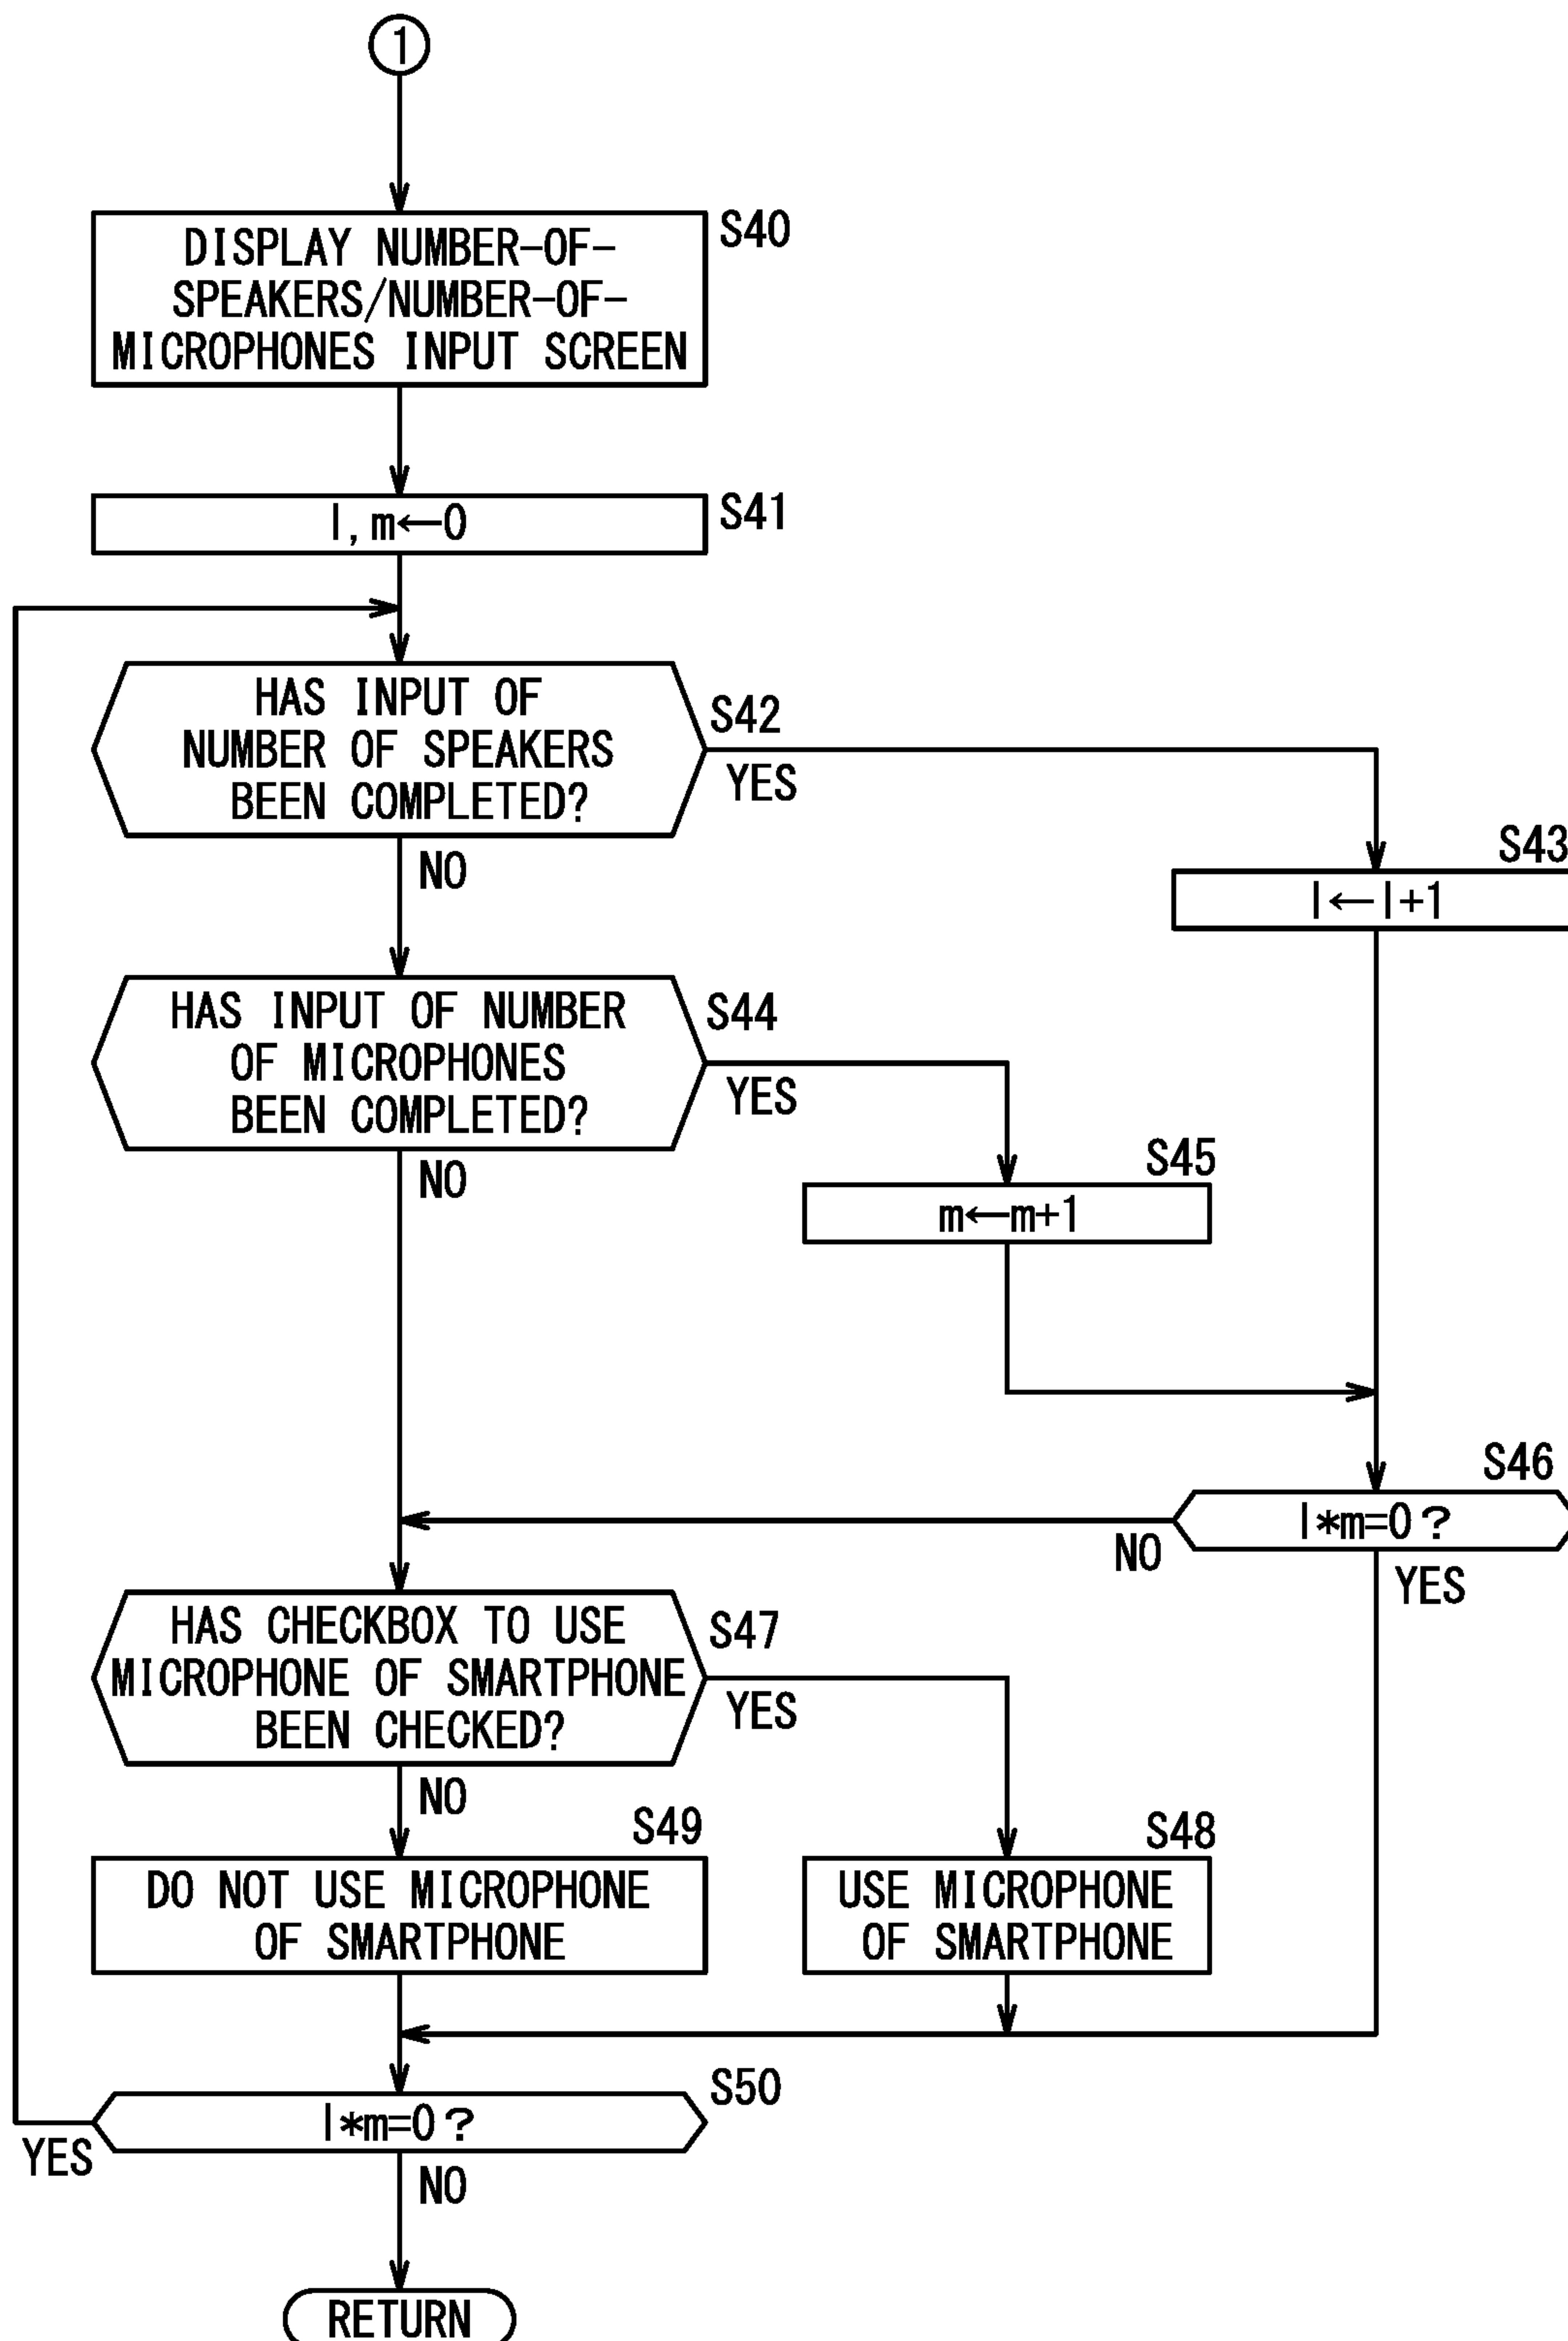 1
S40
DISPLAY NUMBER-OF-
SPEAKERS/NUMBER-OF-
MICROPHONES INPUT SCREEN
S41
l,m←0
HAS INPUT OF
NUMBER OF SPEAKERS
BEEN COMPLETED?
S42
YES
NO
S43
l←l+1
HAS INPUT OF NUMBER
OF MICROPHONES
BEEN COMPLETED?
S44
YES
NO
S45
m←m+1
S46
l*m=0?
NO
YES
HAS CHECKBOX TO USE
MICROPHONE OF SMARTPHONE
BEEN CHECKED?
S47
YES
NO
S49
DO NOT USE MICROPHONE
OF SMARTPHONE
S48
USE MICROPHONE
OF SMARTPHONE
S50
l*m=0?
YES
NO
RETURN